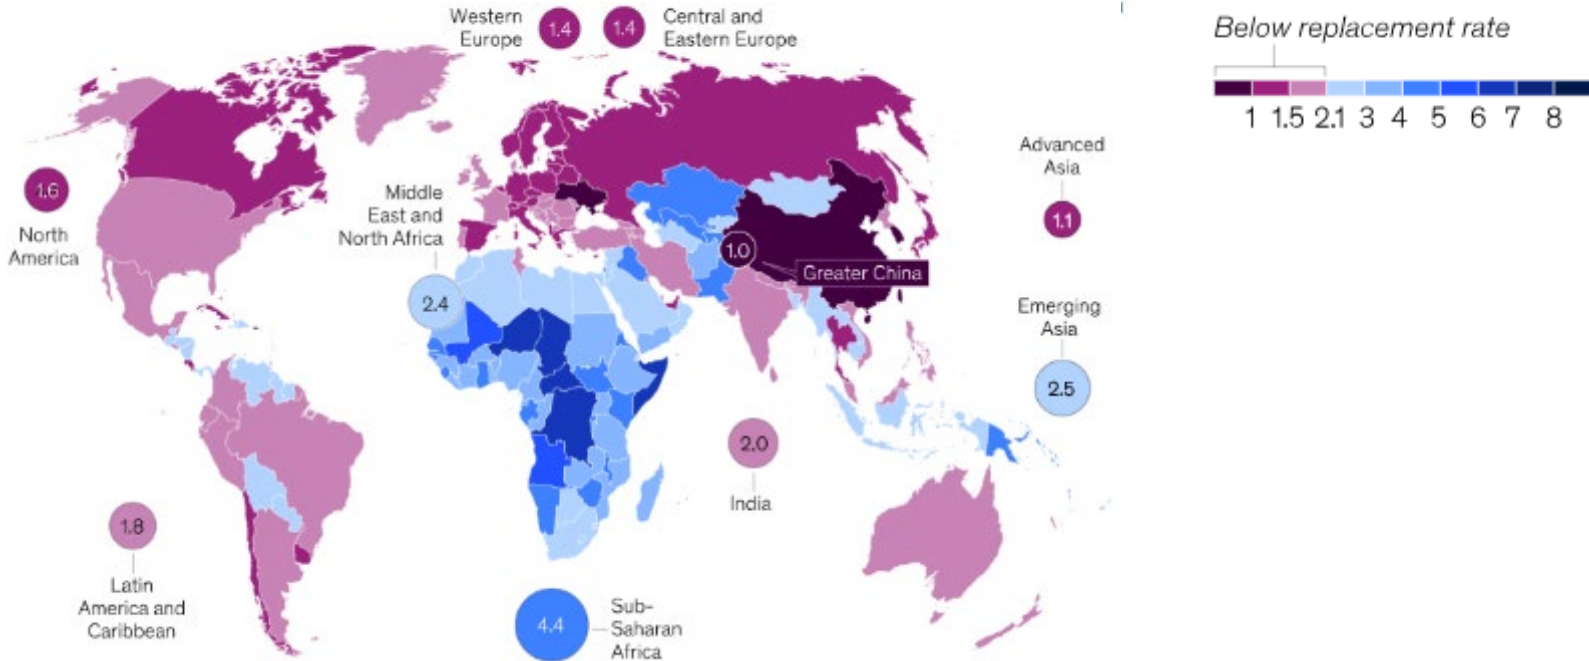 Western
Europe
1.4
1.4
Central and
Eastern Europe
Below replacement rate
1 1.5 2.1 3 4 5 6 7 8
Advanced
Asia
1.1
1.6
North
America
Middle
East and
North Africa
2.4
1.0
Greater China
Emerging
Asia
2.5
2.0
India
1.8
Latin
America and
Caribbean
4.4
Sub-
Saharan
Africa